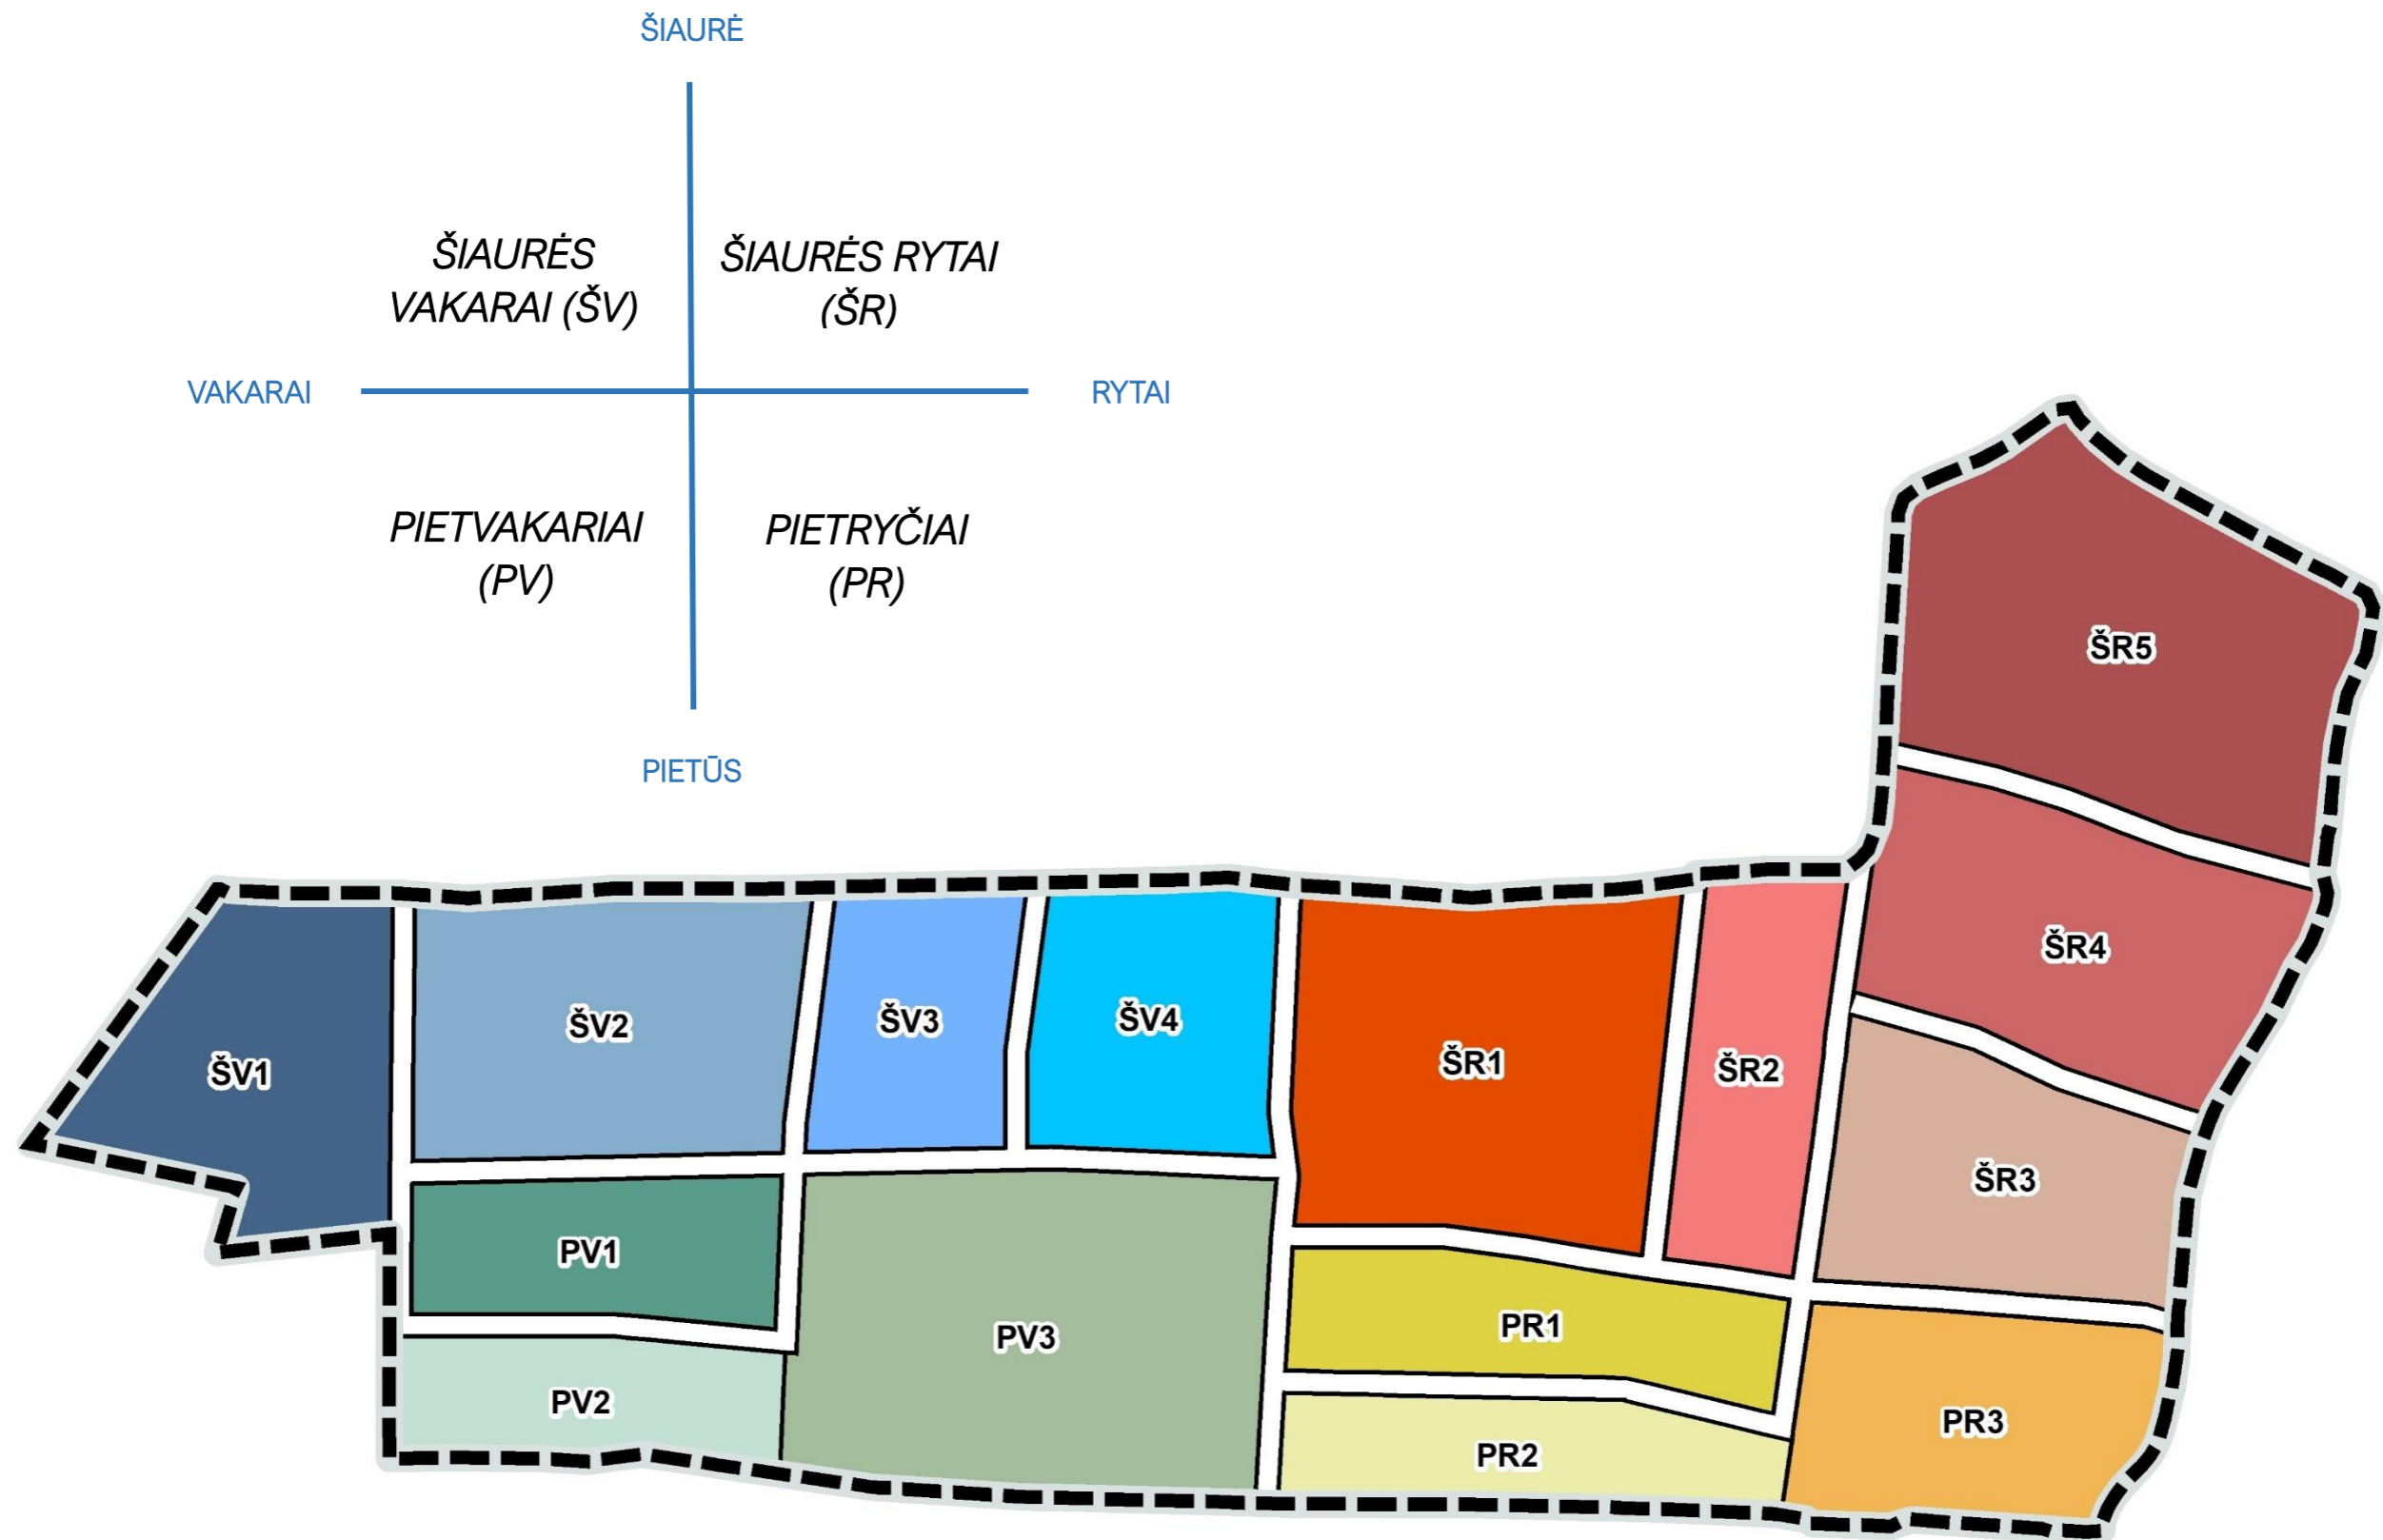 ŠIAURĖ
ŠIAURĖS
VAKARAI (ŠV)
ŠIAURĖS RYTAI
(ŠR)
VAKARAI
RYTAI
PIETVAKARIAI
(PV)
PIETRYČIAI
(PR)
PIETŪS
ŠR5
ŠR4
ŠV1
ŠV2
ŠV3
ŠV4
ŠR1
ŠR2
ŠR3
PV1
PV2
PV3
PR1
PR2
PR3